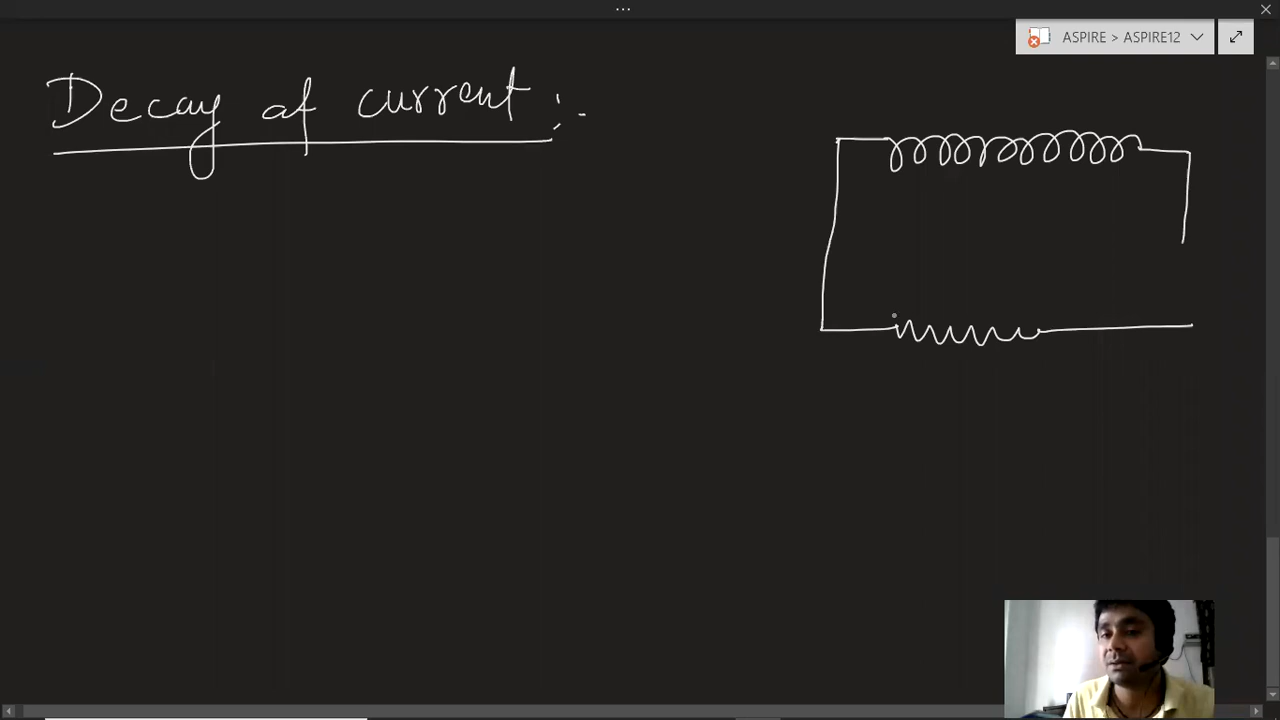 ASPIRE > ASPIRE12
Decay of current :-